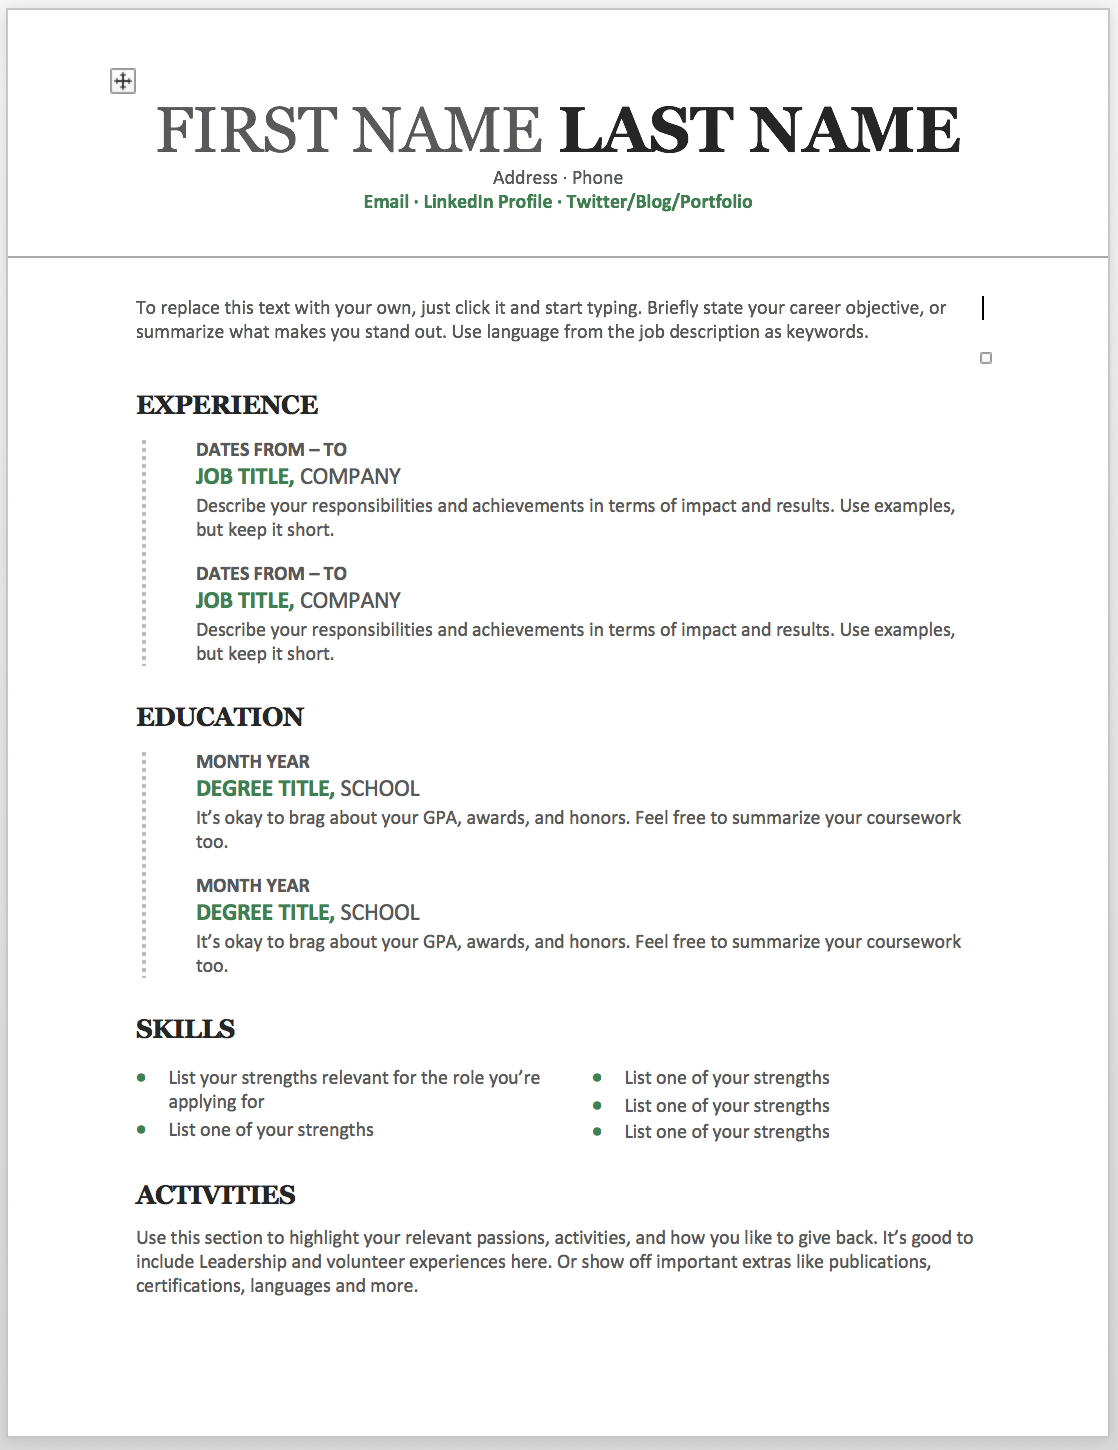 FIRST NAME LAST NAME
Address · Phone
Email · LinkedIn Profile · Twitter/Blog/Portfolio
To replace this text with your own, just click it and start typing. Briefly state your career objective, or
summarize what makes you stand out. Use language from the job description as keywords.
EXPERIENCE
DATES FROM – TO
JOB TITLE, COMPANY
Describe your responsibilities and achievements in terms of impact and results. Use examples,
but keep it short.
DATES FROM – TO
JOB TITLE, COMPANY
Describe your responsibilities and achievements in terms of impact and results. Use examples,
but keep it short.
EDUCATION
MONTH YEAR
DEGREE TITLE, SCHOOL
It’s okay to brag about your GPA, awards, and honors. Feel free to summarize your coursework
too.
MONTH YEAR
DEGREE TITLE, SCHOOL
It’s okay to brag about your GPA, awards, and honors. Feel free to summarize your coursework
too.
SKILLS
• List your strengths relevant for the role you’re
applying for
• List one of your strengths
• List one of your strengths
• List one of your strengths
• List one of your strengths
ACTIVITIES
Use this section to highlight your relevant passions, activities, and how you like to give back. It’s good to
include Leadership and volunteer experiences here. Or show off important extras like publications,
certifications, languages and more.